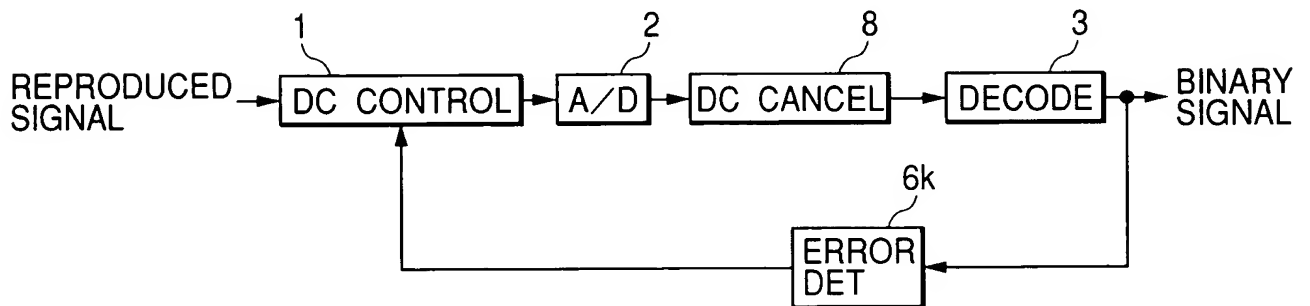 1
2
8
3
REPRODUCED
SIGNAL
DC CONTROL
A/D
DC CANCEL
DECODE
BINARY
SIGNAL
6k
ERROR
DET